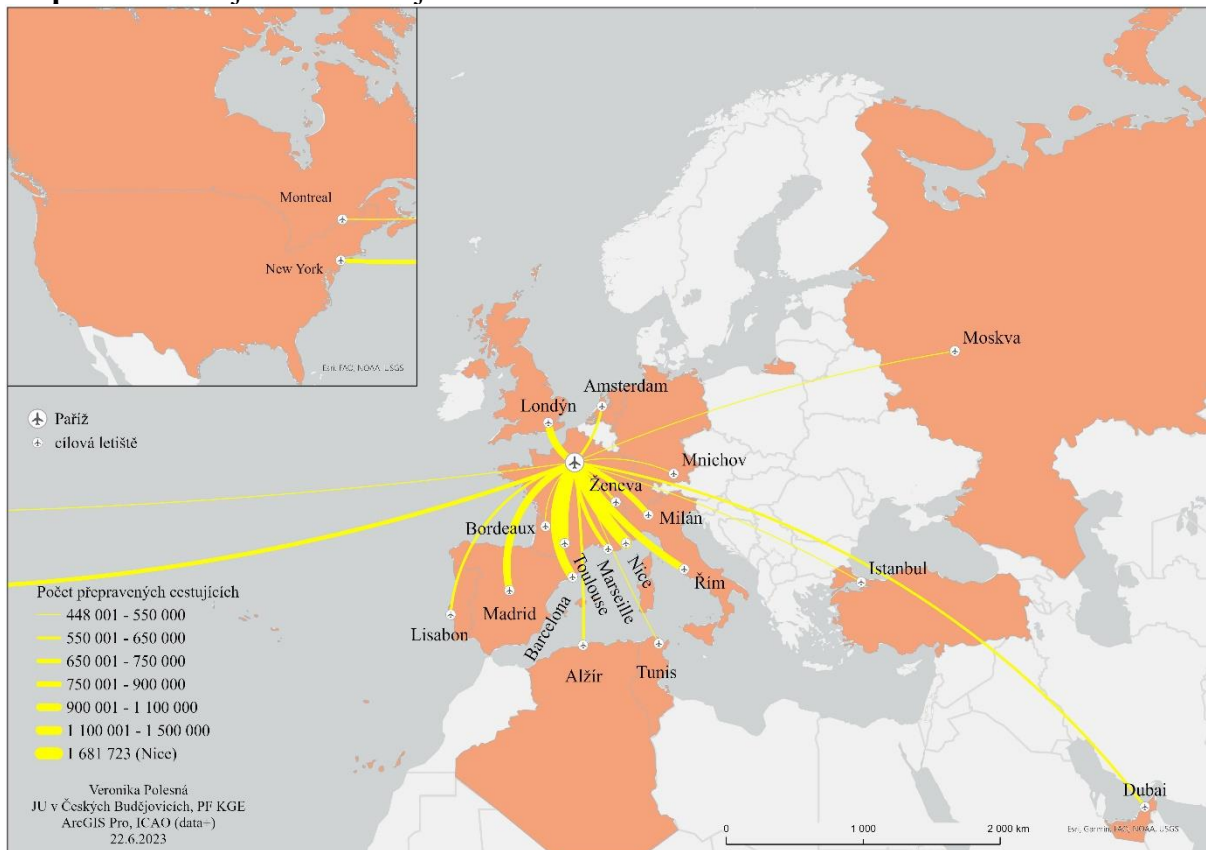 Montreal
New York
Esri, FAO, NOAA, USGS
Paříž
cílová letiště
Moskva
Amsterdam
Londýn
Mnichov
Ženeva
Milán
Bordeaux
Istanbul
Nice
Toulouse
Marseille
Řím
Madrid
Barcelona
Lisabon
Alžír
Tunis
Dubai
Počet přepravených cestujících
448 001 - 550 000
550 001 - 650 000
650 001 - 750 000
750 001 - 900 000
900 001 - 1 100 000
1 100 001 - 1 500 000
1 681 723 (Nice)
Veronika Polesná
JU v Českých Budějovicích, PF KGE
ArcGIS Pro, ICAO (data+)
22.6.2023
0 1 000 2 000 km
Esri, Garmin, FAO, NOAA, USGS